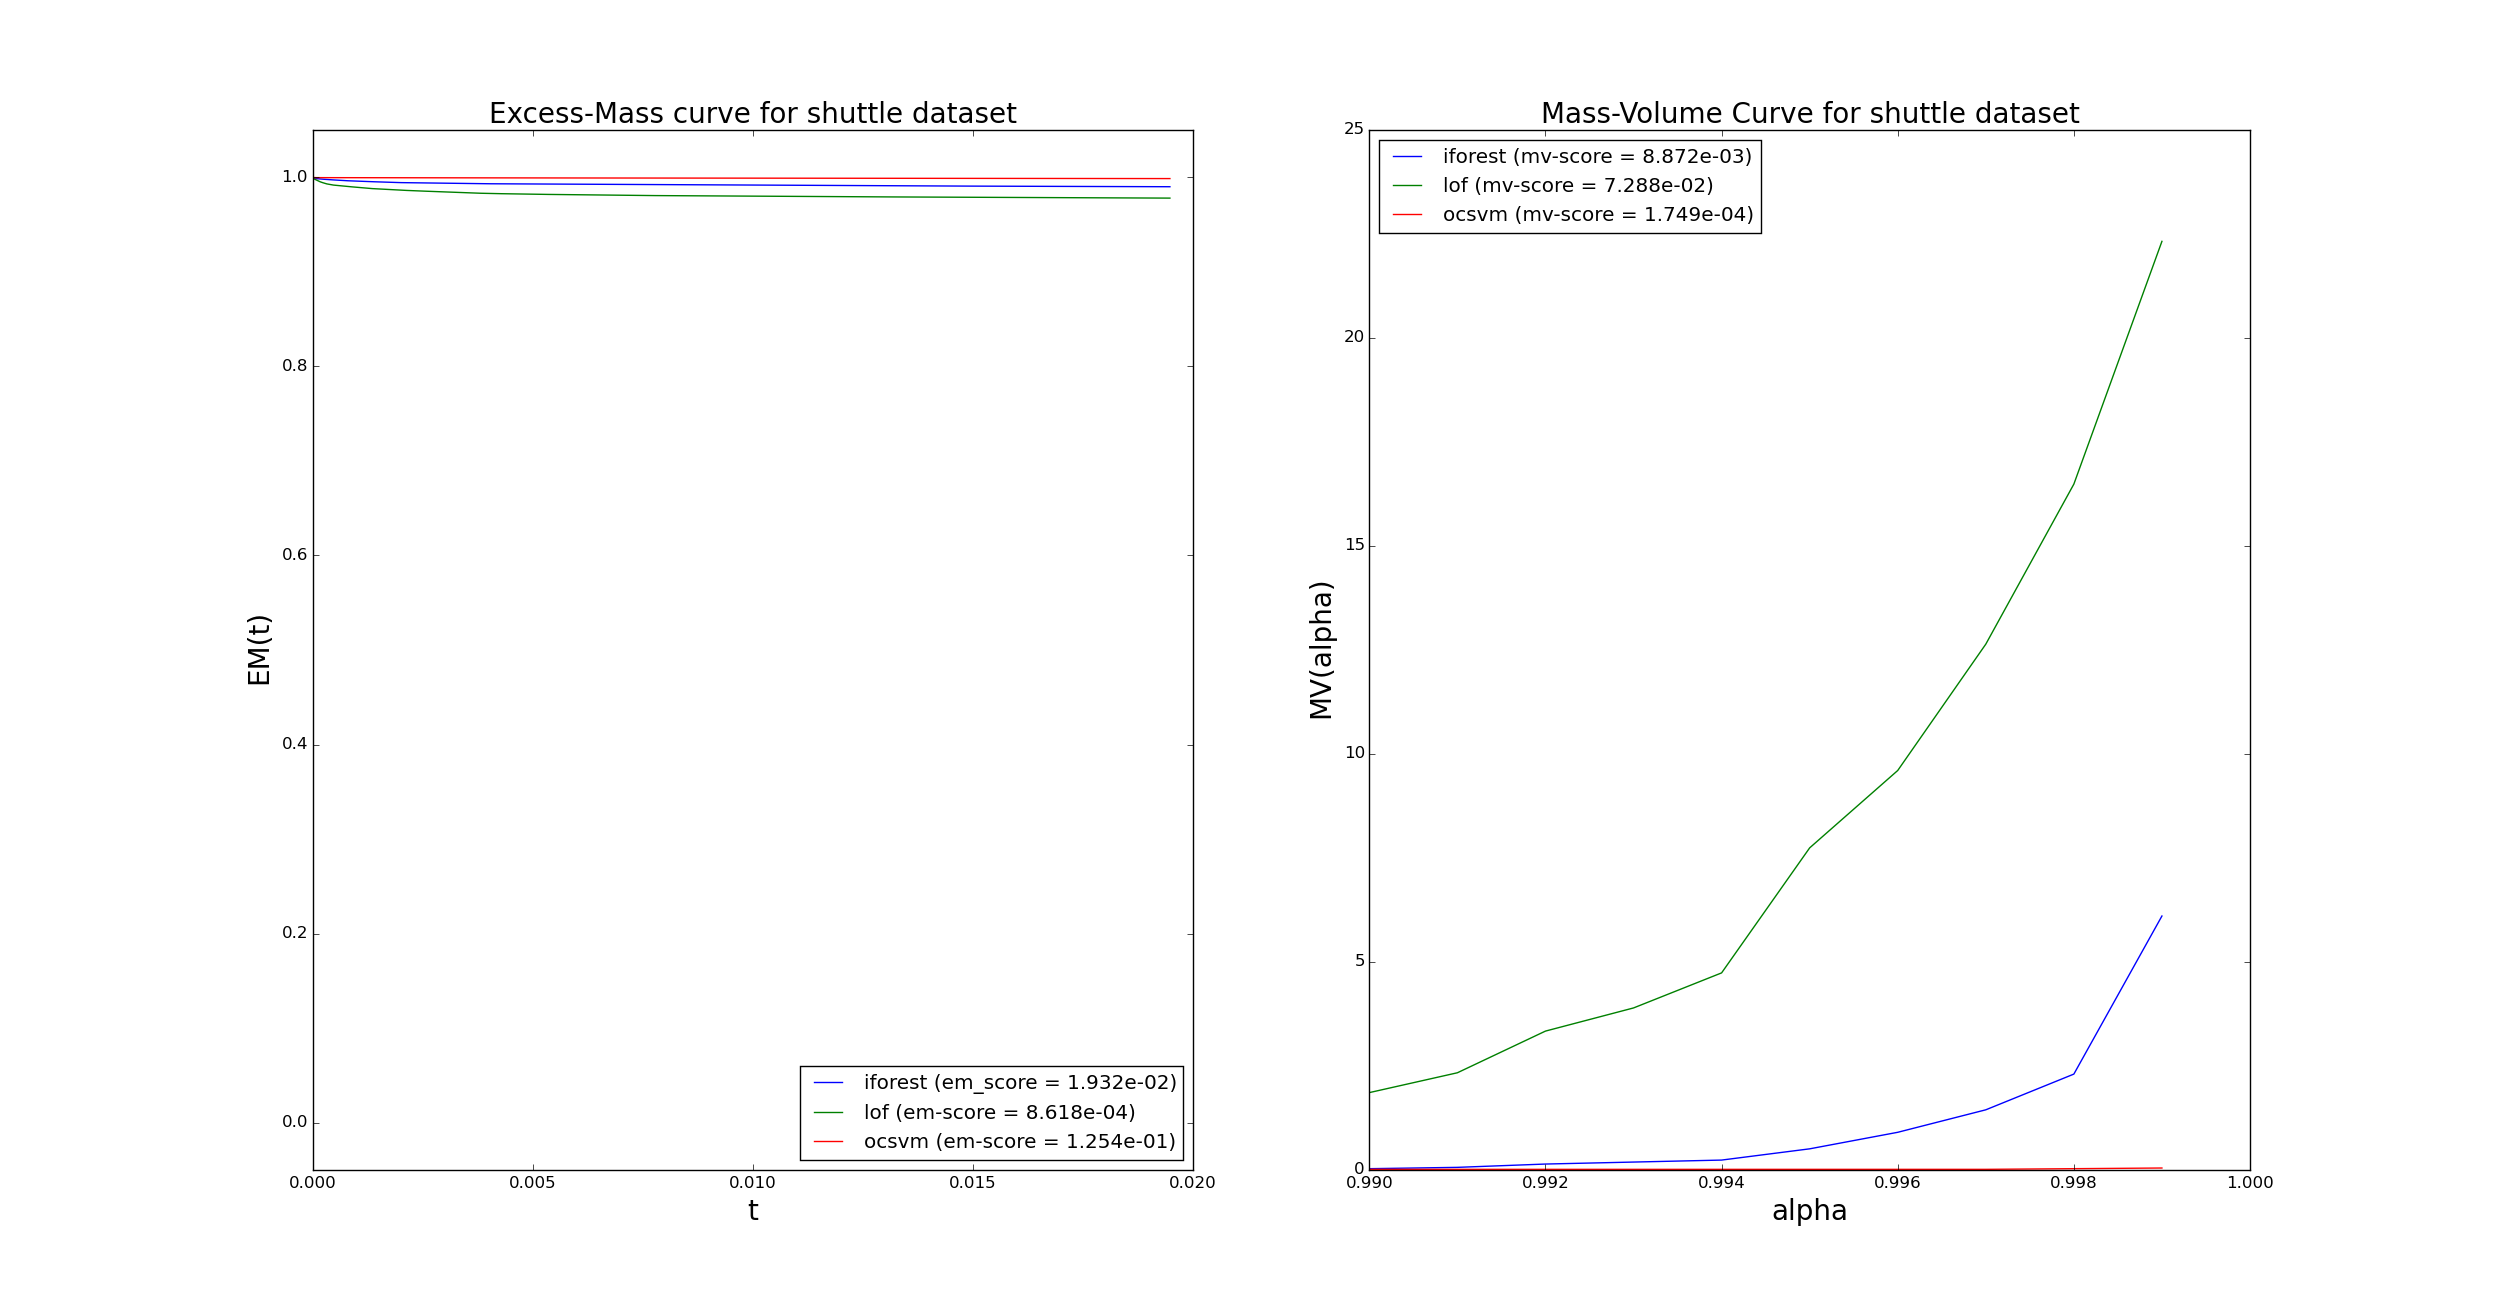 Excess-Mass curve for shuttle dataset
EM(t)
1.0
0.8
0.6
0.4
0.2
0.0
iforest (em_score = 1.932e-02)
lof (em-score = 8.618e-04)
ocsvm (em-score = 1.254e-01)
0.000 0.005 0.010 0.015 0.020
t
Mass-Volume Curve for shuttle dataset
MV(alpha)
25
20
15
10
5
0
iforest (mv-score = 8.872e-03)
lof (mv-score = 7.288e-02)
ocsvm (mv-score = 1.749e-04)
0.990 0.992 0.994 0.996 0.998 1.000
alpha